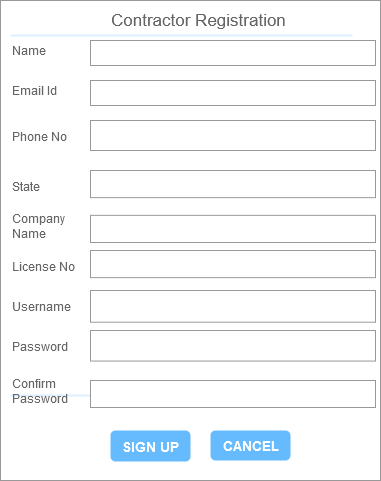 Contractor Registration
Name
Email Id
Phone No
State
Company
Name
License No
Username
Password
Confirm
Password
SIGN UP CANCEL